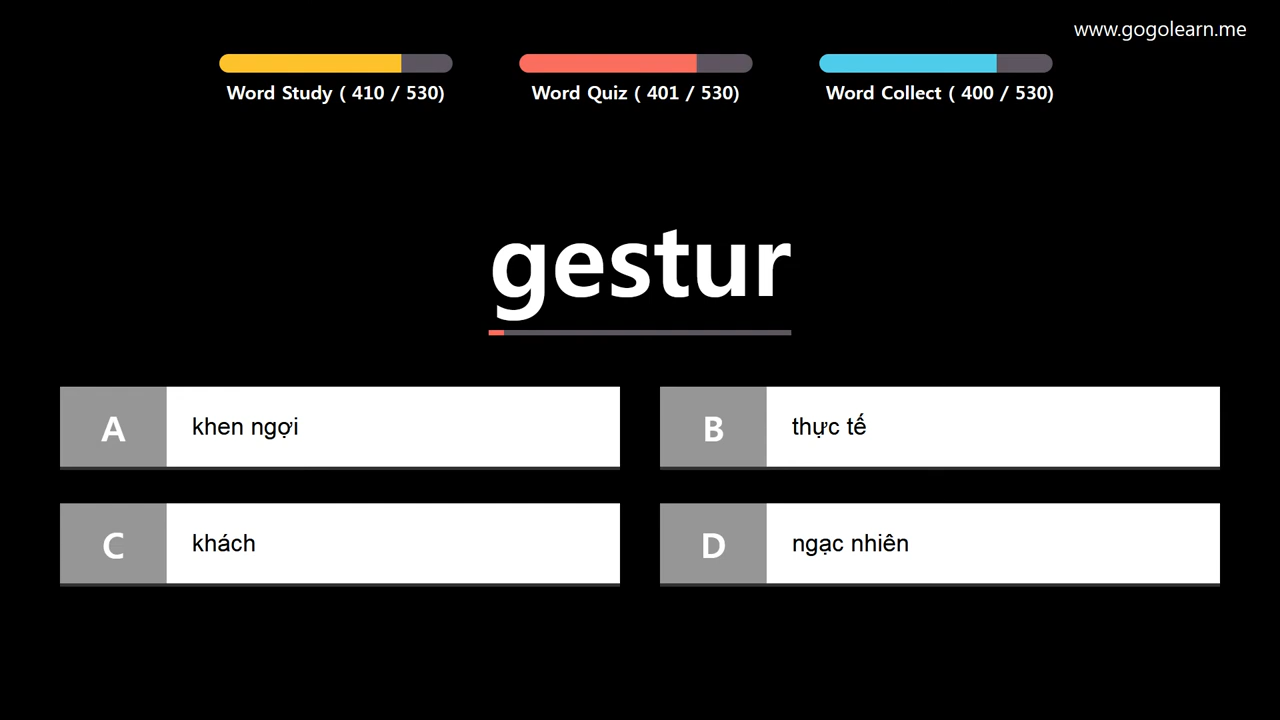 www.gogolearn.me
Word Study ( 410 / 530)
Word Quiz ( 401 / 530)
Word Collect ( 400 / 530)
gestur
A khen ngợi
B thực tế
C khách
D ngạc nhiên